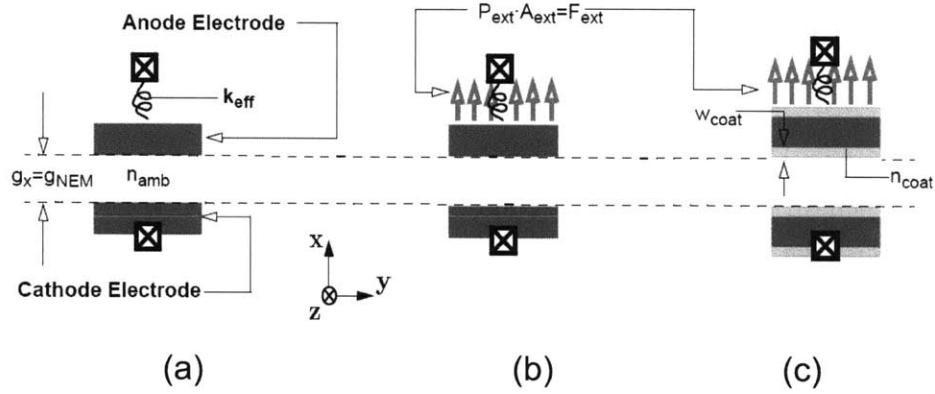 Anode Electrode
P_ext·A_ext=F_ext
k_eff
w_coat
g_x=g_NEM
n_amb
n_coat
Cathode Electrode
x
y
z
(a)
(b)
(c)